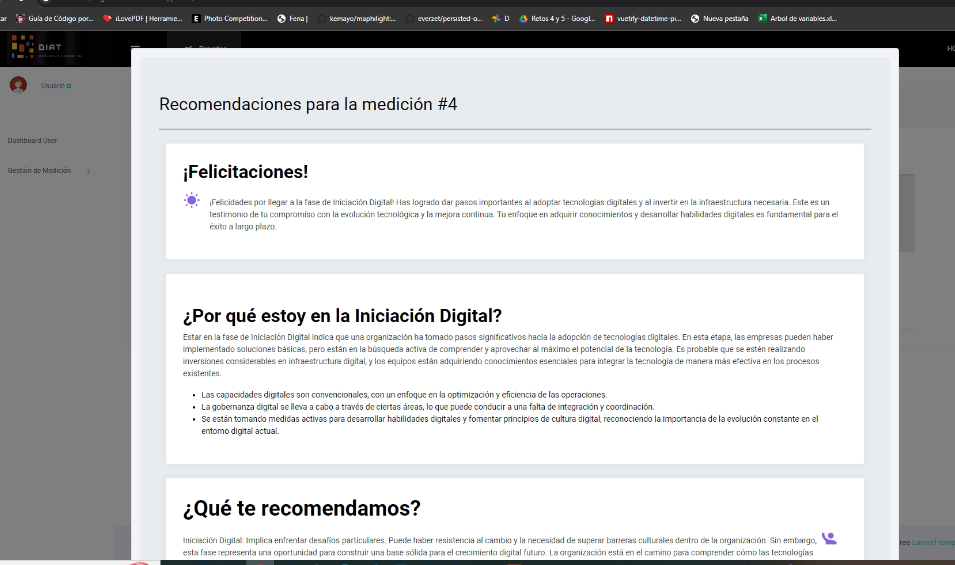 ar
Guía de Código por...
iLovePDF | Herramie...
Photo Competition...
Feria |
kemayo/maphilight:...
everzet/persisted-o...
D
Retos 4 y 5 - Googl...
vuetify-datetime-pi...
Nueva pestaña
Arbol de variables.xl...
DIAT
HO
Usuario
Dashboard User
Gestión de Medición
Recomendaciones para la medición #4
¡Felicitaciones!
¡Felicidades por llegar a la fase de Iniciación Digital! Has logrado dar pasos importantes al adoptar tecnologías digitales y al invertir en la infraestructura necesaria. Este es un
testimonio de tu compromiso con la evolución tecnológica y la mejora continua. Tu enfoque en adquirir conocimientos y desarrollar habilidades digitales es fundamental para el
éxito a largo plazo.
¿Por qué estoy en la Iniciación Digital?
Estar en la fase de Iniciación Digital indica que una organización ha tomado pasos significativos hacia la adopción de tecnologías digitales. En esta etapa, las empresas pueden haber
implementado soluciones básicas, pero están en la búsqueda activa de comprender y aprovechar al máximo el potencial de la tecnología. Es probable que se estén realizando
inversiones considerables en infraestructura digital, y los equipos están adquiriendo conocimientos esenciales para integrar la tecnología de manera más efectiva en los procesos
existentes.
• Las capacidades digitales son convencionales, con un enfoque en la optimización y eficiencia de las operaciones.
• La gobernanza digital se lleva a cabo a través de ciertas áreas, lo que puede conducir a una falta de integración y coordinación.
• Se están tomando medidas activas para desarrollar habilidades digitales y fomentar principios de cultura digital, reconociendo la importancia de la evolución constante en el
entorno digital actual.
¿Qué te recomendamos?
Iniciación Digital: Implica enfrentar desafíos particulares. Puede haber resistencia al cambio y la necesidad de superar barreras culturales dentro de la organización. Sin embargo,
esta fase representa una oportunidad para construir una base sólida para el crecimiento digital futuro. La organización está en el camino para comprender cómo las tecnologías
ree Laravel temp